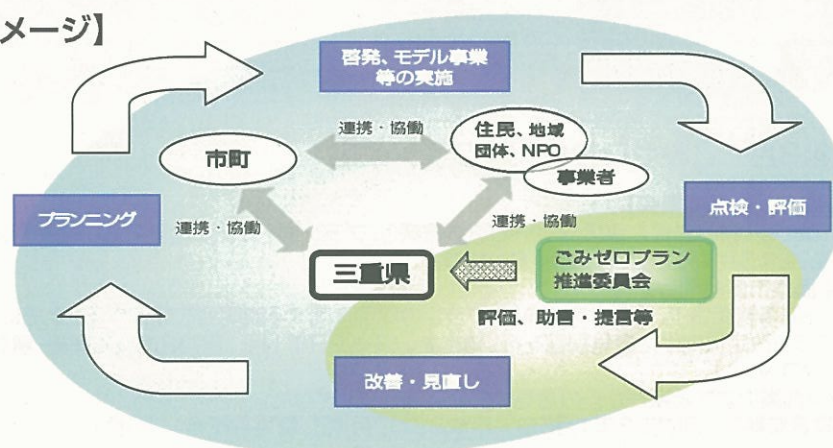 メージ】
啓発、モデル事業
等の実施
連携・協働
市町
住民、地域
団体、NPO
事業者
プランニング
連携・協働
連携・協働
点検・評価
三重県
ごみゼロプラン
推進委員会
評価、助言・提言等
改善・見直し